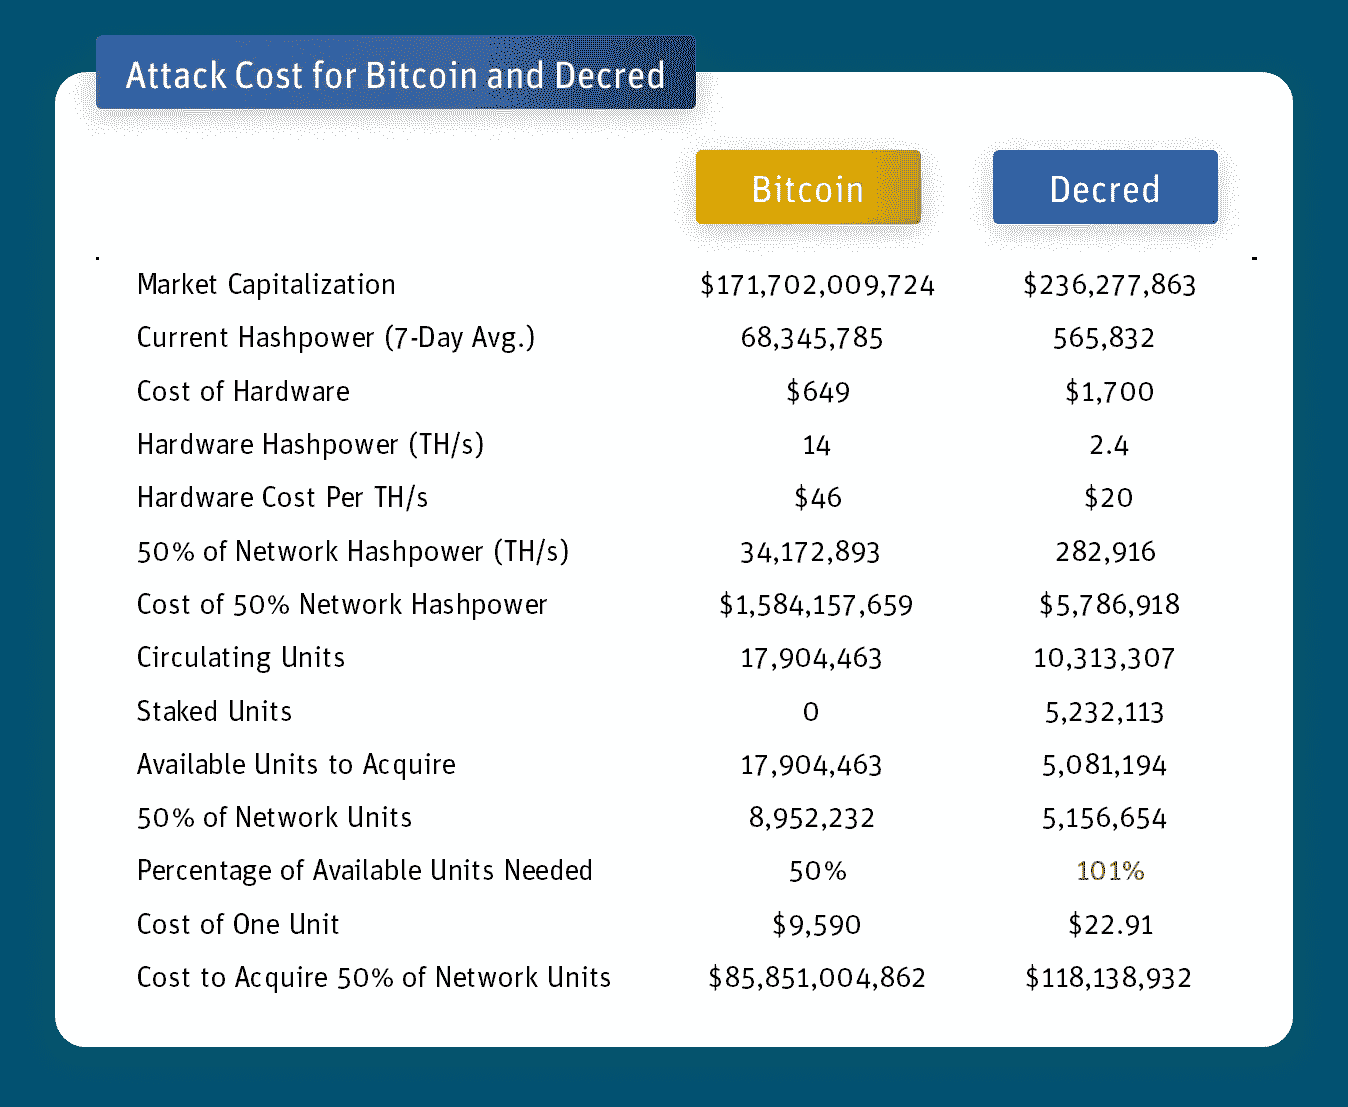 Attack Cost for Bitcoin and Decred
Bitcoin Decred
Market Capitalization $171,702,009,724 $236,277,863
Current Hashpower (7-Day Avg.) 68,345,785 565,832
Cost of Hardware $649 $1,700
Hardware Hashpower (TH/s) 14 2.4
Hardware Cost Per TH/s $46 $20
50% of Network Hashpower (TH/s) 34,172,893 282,916
Cost of 50% Network Hashpower $1,584,157,659 $5,786,918
Circulating Units 17,904,463 10,313,307
Staked Units 0 5,232,113
Available Units to Acquire 17,904,463 5,081,194
50% of Network Units 8,952,232 5,156,654
Percentage of Available Units Needed 50% 101%
Cost of One Unit $9,590 $22.91
Cost to Acquire 50% of Network Units $85,851,004,862 $118,138,932